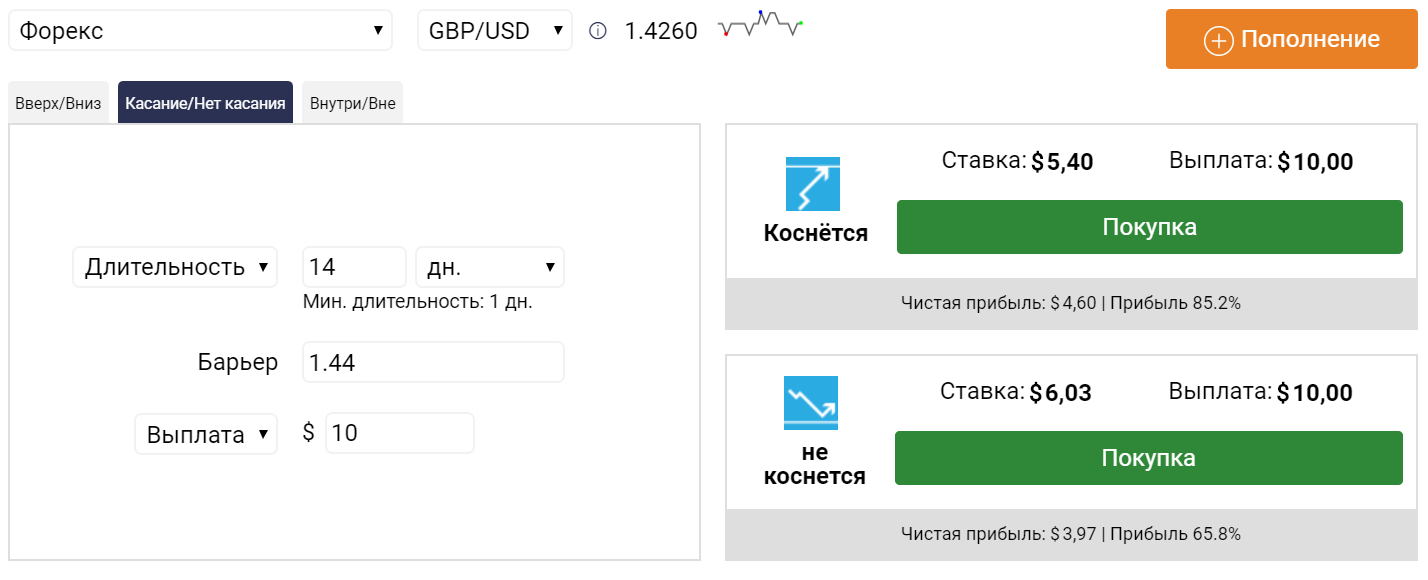 Форекс
GBP/USD
1.4260
Пополнение
Вверх/Вниз
Касание/Нет касания
Внутри/Вне
Длительность
14
дн.
Мин. длительность: 1 дн.
Барьер
1.44
Выплата
$
10
Ставка: $5,40
Выплата: $10,00
Коснётся
Покупка
Чистая прибыль: $4,60 | Прибыль 85.2%
Ставка: $6,03
Выплата: $10,00
не
коснется
Покупка
Чистая прибыль: $3,97 | Прибыль 65.8%